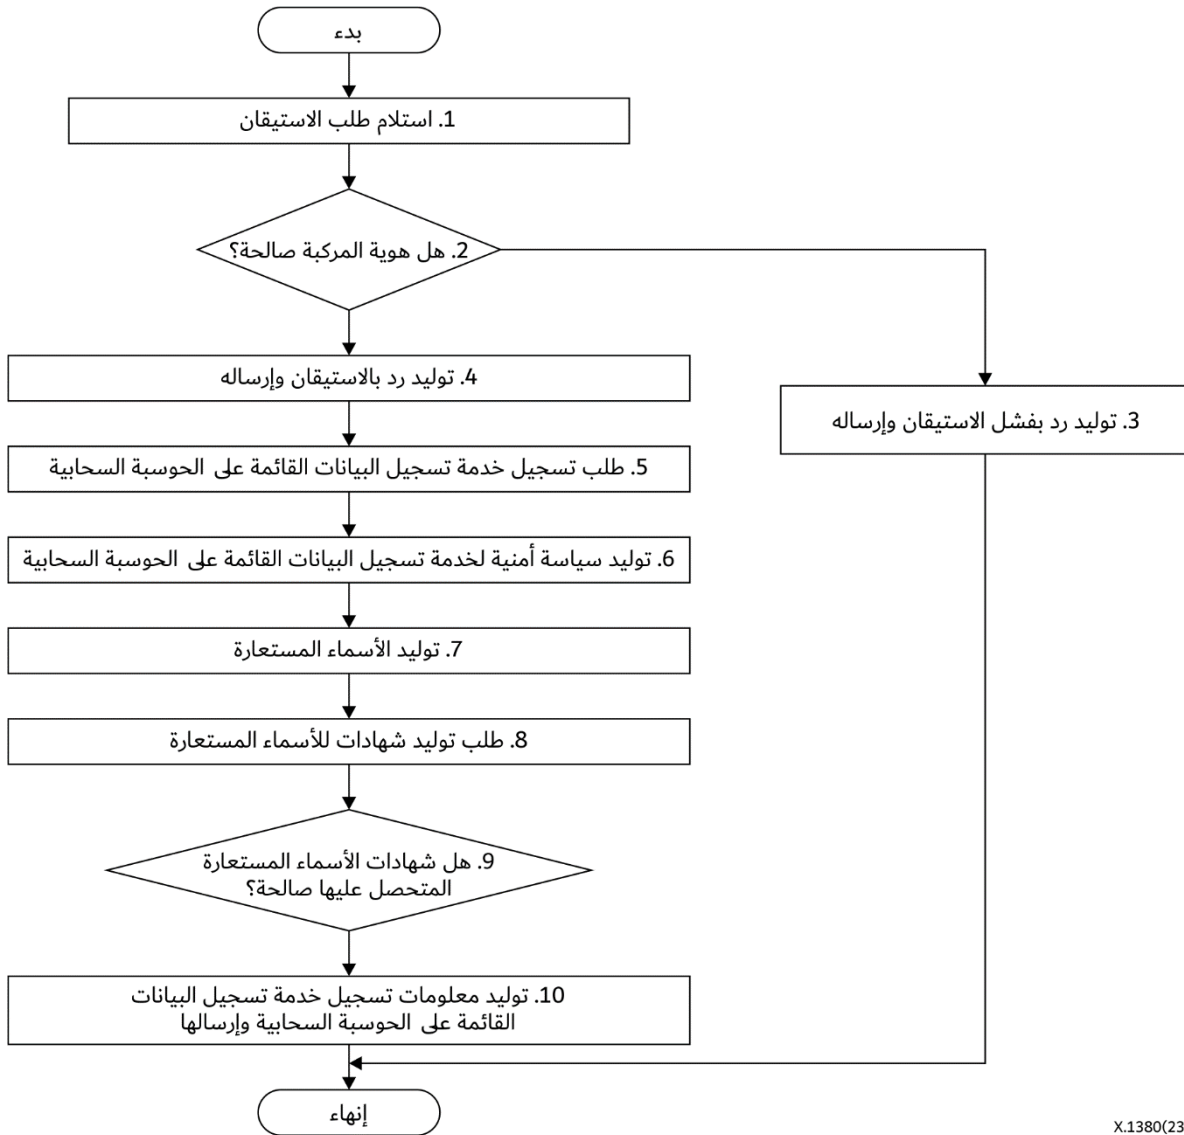 بدء
1. استلام طلب الاستيقان
2. هل هوية المركبة صالحة؟
4. توليد رد بالاستيقان وإرساله
3. توليد رد بفشل الاستيقان وإرساله
5. طلب تسجيل خدمة تسجيل البيانات القائمة على الحوسبة السحابية
6. توليد سياسة أمنية لخدمة تسجيل البيانات القائمة على الحوسبة السحابية
7. توليد الأسماء المستعارة
8. طلب توليد شهادات للأسماء المستعارة
9. هل شهادات الأسماء المستعارة
المتحصل عليها صالحة؟
10. توليد معلومات تسجيل خدمة تسجيل البيانات
القائمة على الحوسبة السحابية وإرسالها
إنهاء
X.1380(23